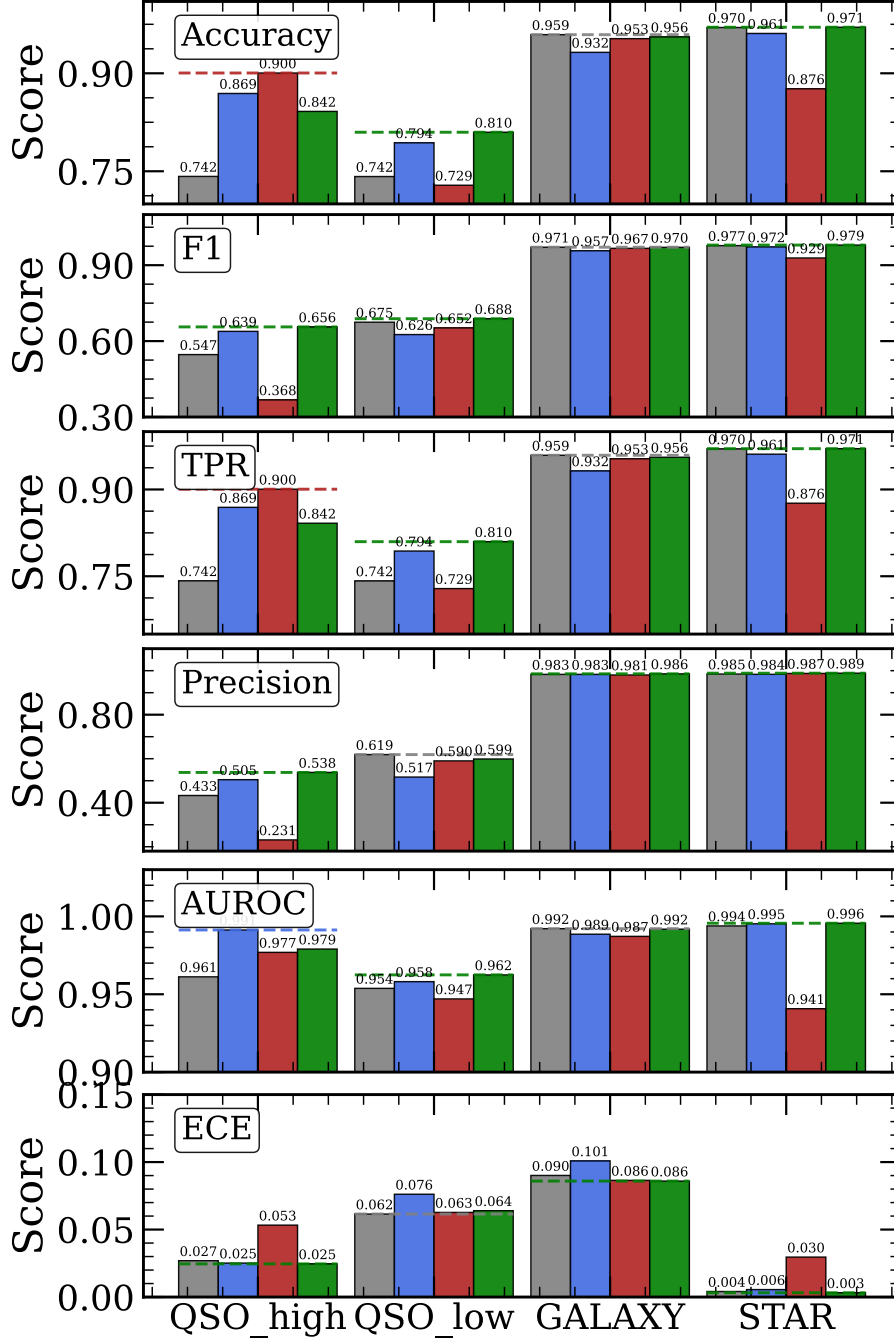 Accuracy
Score
0.90
0.75
0.742 0.869 0.900 0.842
0.742 0.794 0.729 0.810
0.959 0.932 0.953 0.956
0.970 0.961 0.876 0.971
F1
Score
0.90
0.60
0.30
0.547 0.639 0.368 0.656
0.675 0.626 0.652 0.688
0.971 0.957 0.967 0.970
0.977 0.972 0.929 0.979
TPR
Score
0.90
0.75
0.742 0.869 0.900 0.842
0.742 0.794 0.729 0.810
0.959 0.932 0.953 0.956
0.970 0.961 0.876 0.971
Precision
Score
0.80
0.40
0.433 0.505 0.231 0.538
0.619 0.517 0.590 0.599
0.983 0.983 0.981 0.986
0.985 0.984 0.987 0.989
AUROC
Score
1.00
0.95
0.90
0.961 0.977 0.979
0.954 0.958 0.947 0.962
0.992 0.989 0.987 0.992
0.994 0.995 0.941 0.996
ECE
Score
0.15
0.10
0.05
0.00
0.027 0.025 0.053 0.025
0.062 0.076 0.063 0.064
0.090 0.101 0.086 0.086
0.004 0.006 0.030 0.003
QSO_high QSO_low GALAXY STAR